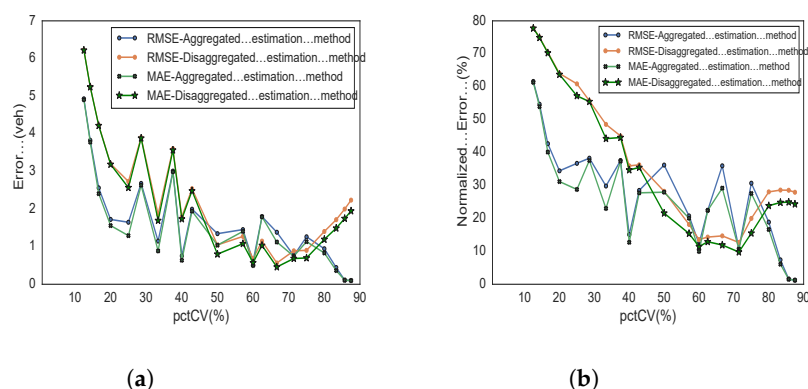 7
6
5
4
3
2
1
0
Error...(veh)
RMSE-Aggregated...estimation...method
RMSE-Disaggregated...estimation...method
MAE-Aggregated...estimation...method
MAE-Disaggregated...estimation...method
10 20 30 40 50 60 70 80 90
pctCV(%)
(a)
80
70
60
50
40
30
20
10
0
Normalized...Error...(%)
RMSE-Aggregated...estimation...method
RMSE-Disaggregated...estimation...method
MAE-Aggregated...estimation...method
MAE-Disaggregated...estimation...method
10 20 30 40 50 60 70 80 90
pctCV(%)
(b)